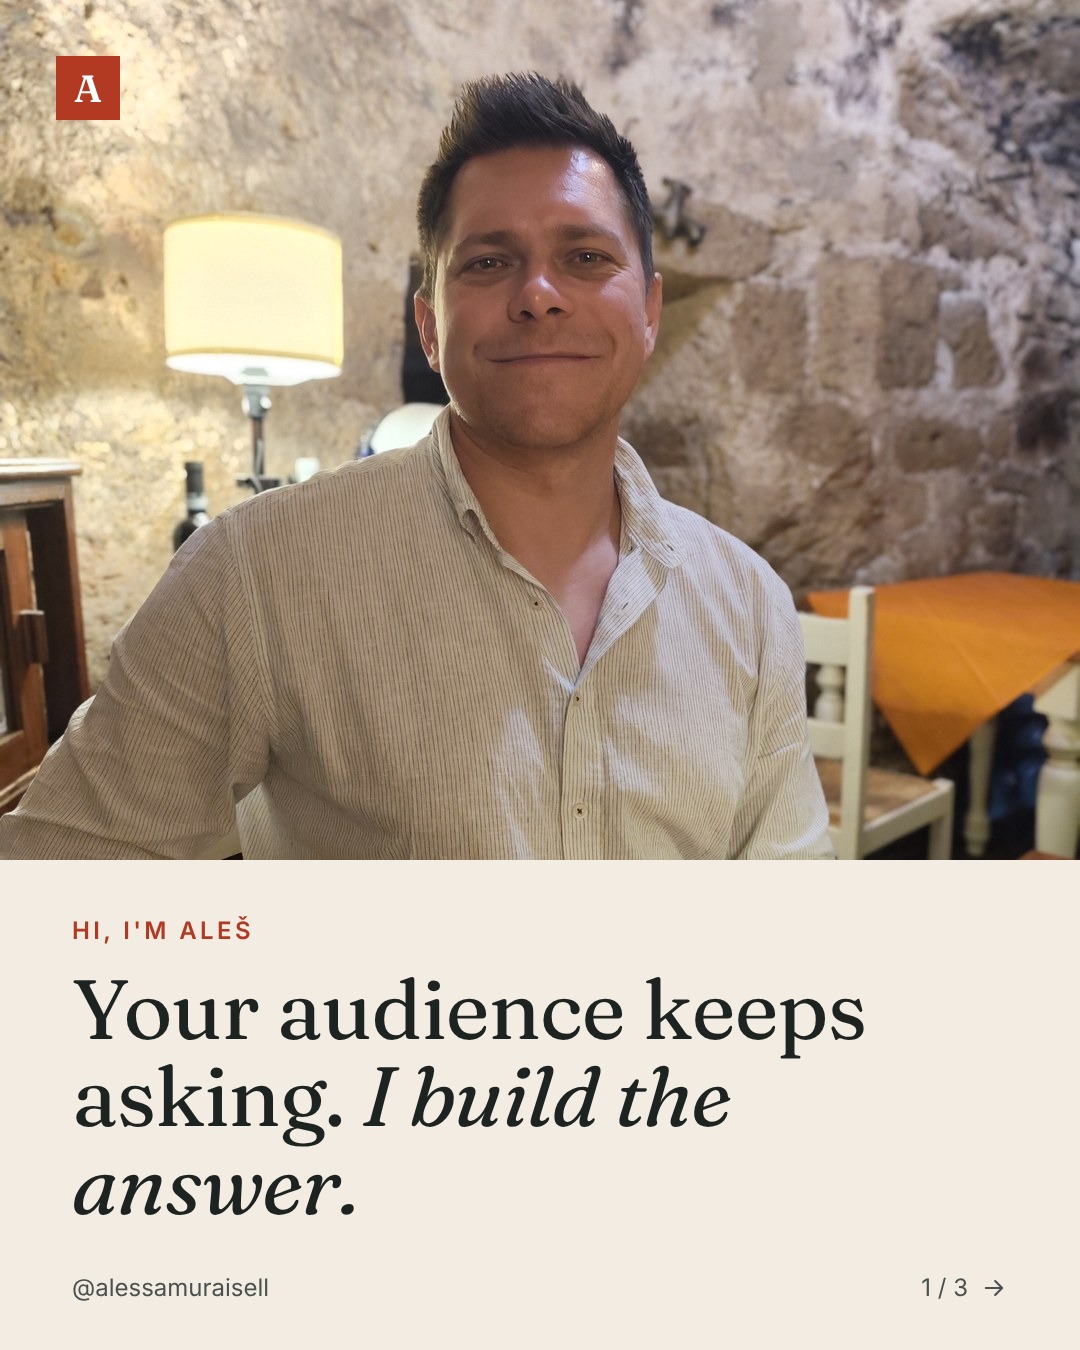 A
HI, I'M ALEŠ
Your audience keeps
asking. I build the
answer.
@alessamuraisell
1 / 3 →